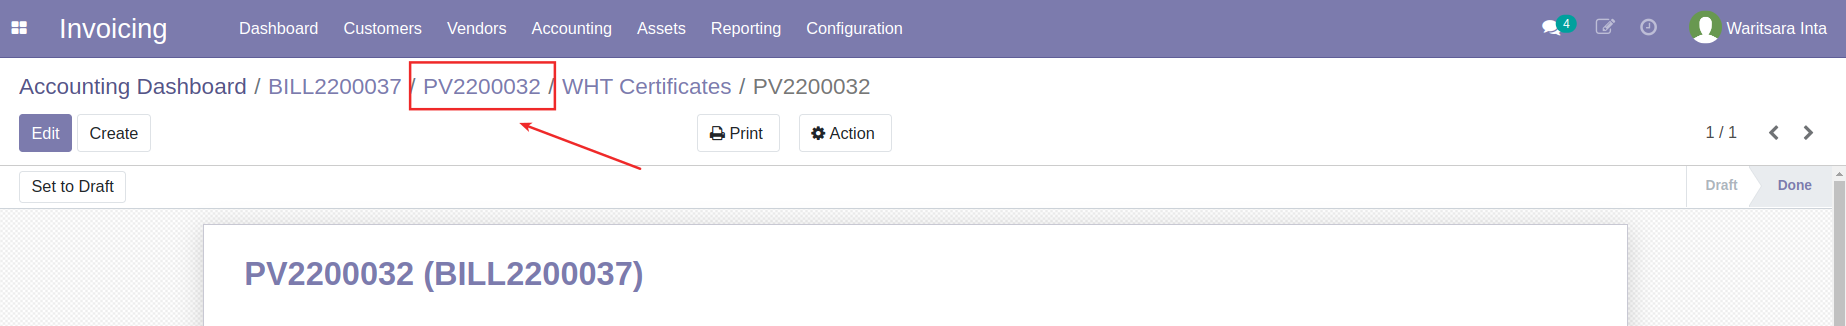 Invoicing Dashboard Customers Vendors Accounting Assets Reporting Configuration 4 Waritsara Inta
Accounting Dashboard / BILL2200037 / PV2200032 / WHT Certificates / PV2200032
Edit Create Print Action 1 / 1
Set to Draft Draft Done
PV2200032 (BILL2200037)